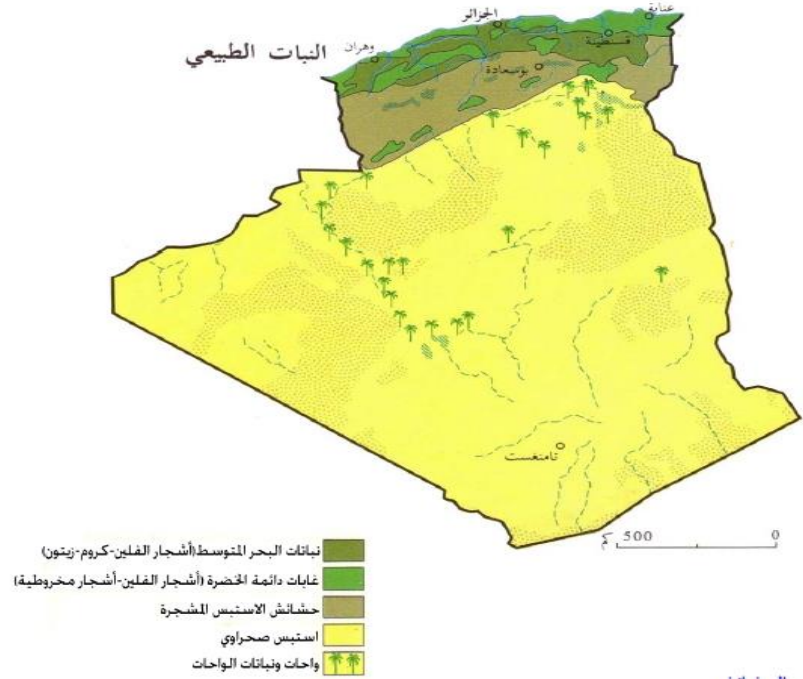 النبات الطبيعي
عنابة
الجزائر
قسطينة
وهران
بوسعادة
تامنغست
0 500 كم
نباتات البحر المتوسط(أشجار الفلين-كروم-زيتون)
غابات دائمة الخضرة (أشجار الفلين-أشجار مخروطية)
حشائش الاستبس المشجرة
استبس صحراوي
واحات ونباتات الواحات